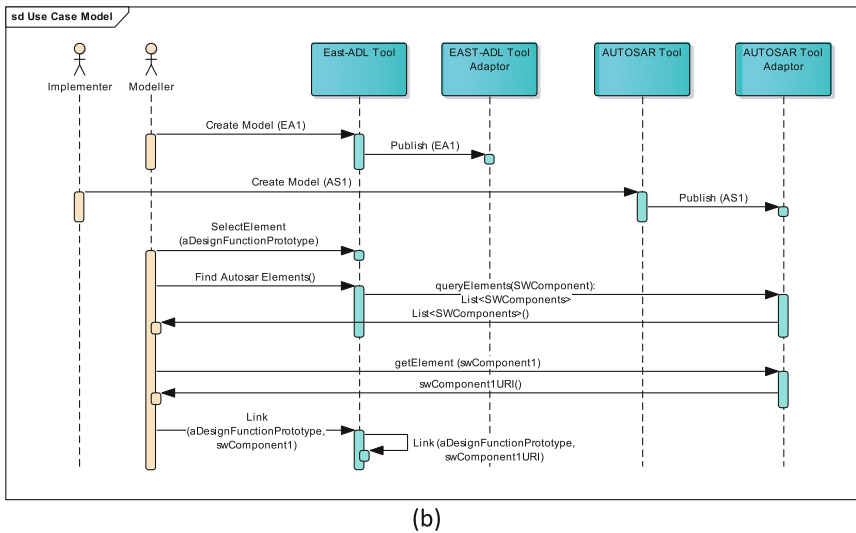 sd Use Case Model
Implementer
Modeller
East-ADL Tool
EAST-ADL Tool
Adaptor
AUTOSAR Tool
AUTOSAR Tool
Adaptor
Create Model (EA1)
Publish (EA1)
Create Model (AS1)
Publish (AS1)
SelectElement
(aDesignFunctionPrototype)
Find Autosar Elements()
queryElements(SWComponent):
List<SWComponents>
List<SWComponents>()
getElement (swComponent1)
swComponent1URI()
Link
(aDesignFunctionPrototype,
swComponent1)
Link (aDesignFunctionPrototype,
swComponent1URI)
(b)